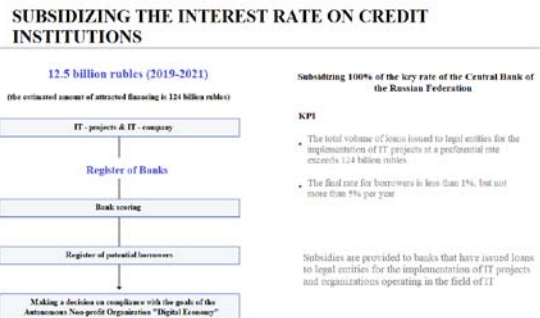 SUBSIDIZING THE INTEREST RATE ON CREDIT
INSTITUTIONS
12.5 billion rubles (2019-2021)
(the estimated amount of attracted financing is 124 billion rubles)
IT - projects & IT - company
Register of Banks
Bank scoring
Register of potential borrowers
Making a decision on compliance with the goals of the
Autonomous Non-profit Organization "Digital Economy"
Subsidizing 100% of the key rate of the Central Bank of
the Russian Federation
KPI
• The total volume of loans issued to legal entities for the
implementation of IT projects at a preferential rate
exceeds 124 billion rubles
• The final rate for borrowers is less than 1%, but not
more than 5% per year
Subsidies are provided to banks that have issued loans
to legal entities for the implementation of IT projects
and organizations operating in the field of IT